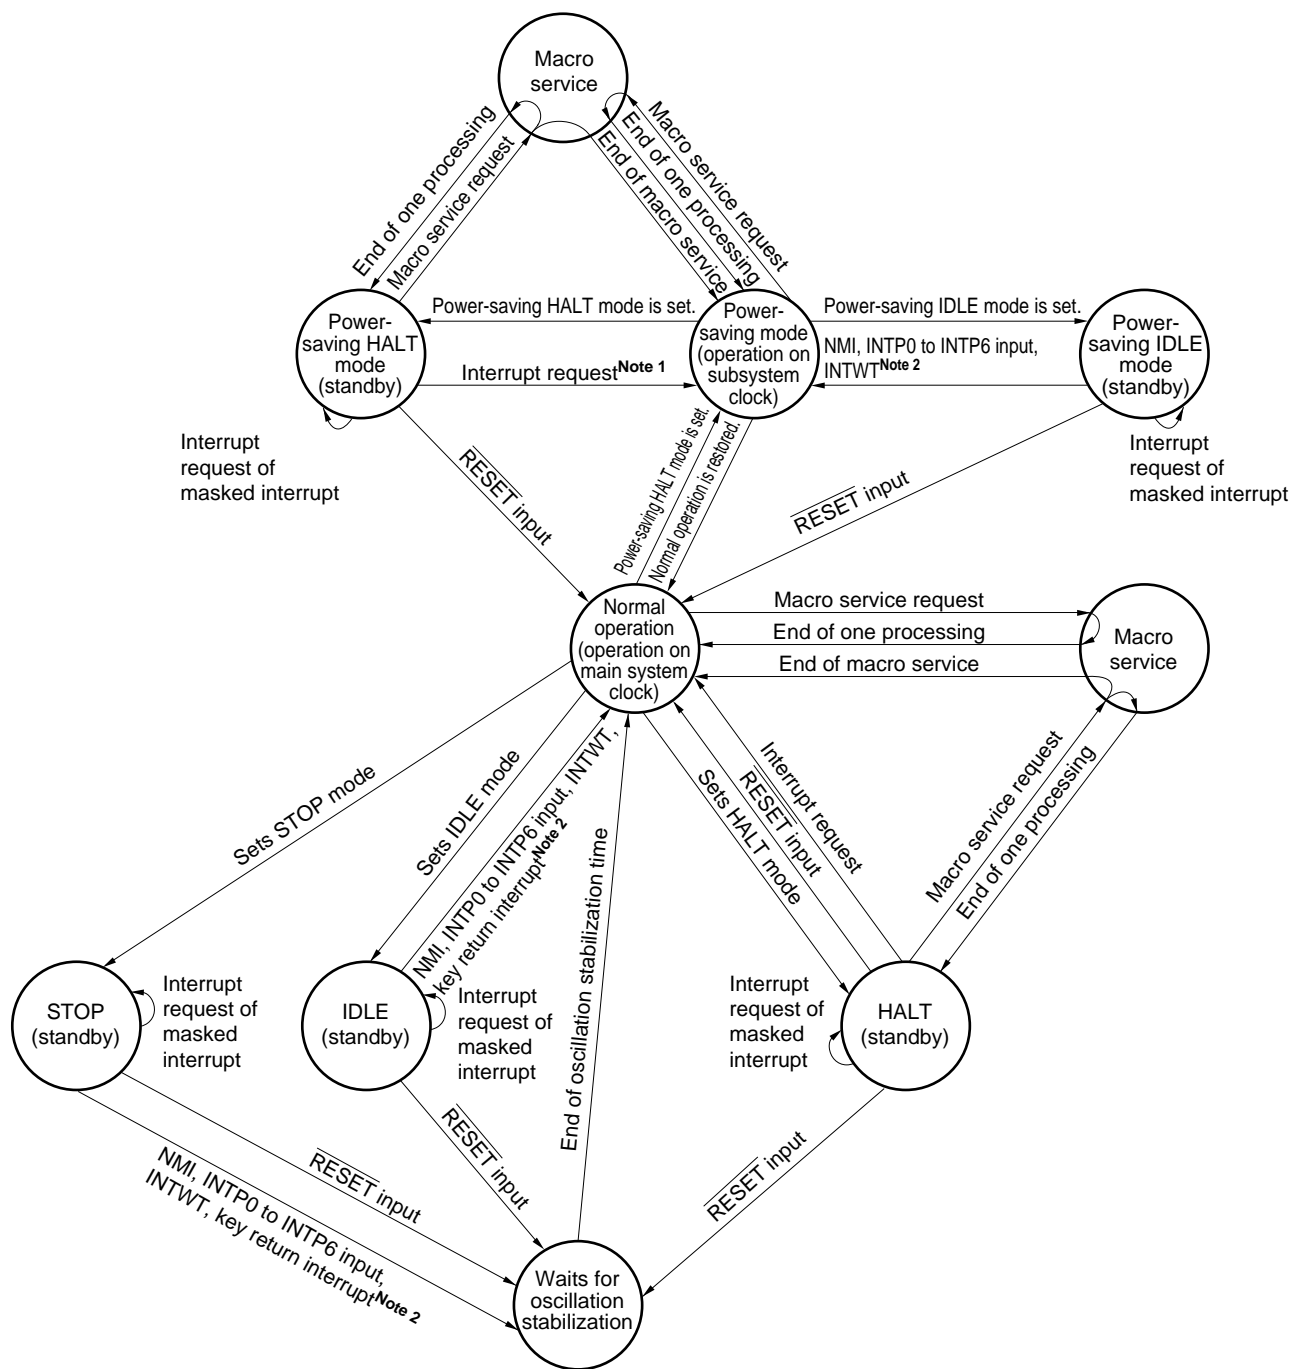 Macro
service
End of one processing
Macro service request
End of macro service
End of one processing
Macro service request
Power-
saving HALT
mode
(standby)
Power-saving HALT mode is set.
Interrupt requestNote 1
Power-
saving mode
(operation on
subsystem
clock)
Power-saving IDLE mode is set.
NMI, INTP0 to INTP6 input,
INTWTNote 2
Power-
saving IDLE
mode
(standby)
Interrupt
request of
masked interrupt
Interrupt
request of
masked interrupt
RESET input
Power-saving HALT mode is set.
Normal operation is restored.
RESET input
Normal
operation
(operation on
main system
clock)
Macro service request
End of one processing
End of macro service
Macro
service
Sets STOP mode
Sets IDLE mode
NMI, INTP0 to INTP6 input, INTWT,
key return interruptNote 2
End of oscillation stabilization time
Sets HALT mode
RESET input
Interrupt request
Macro service request
End of one processing
STOP
(standby)
Interrupt
request of
masked
interrupt
IDLE
(standby)
Interrupt
request of
masked
interrupt
Interrupt
request of
masked
interrupt
HALT
(standby)
RESET input
NMI, INTP0 to INTP6 input,
INTWT, key return interruptNote 2
RESET input
RESET input
Waits for
oscillation
stabilization